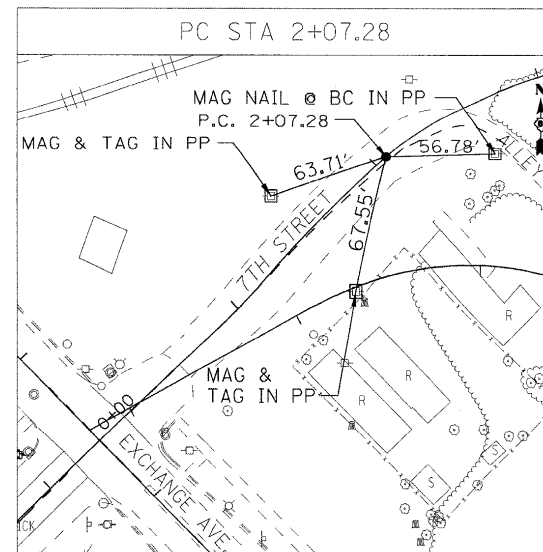 PC STA 2+07.28
N
MAG NAIL @ BC IN PP
P.C. 2+07.28
MAG & TAG IN PP
63.71'
56.78'
ALLEY
67.55'
7TH STREET
R
MAG &
TAG IN PP
R
R
0+00
EXCHANGE AVE
S
S
ICK